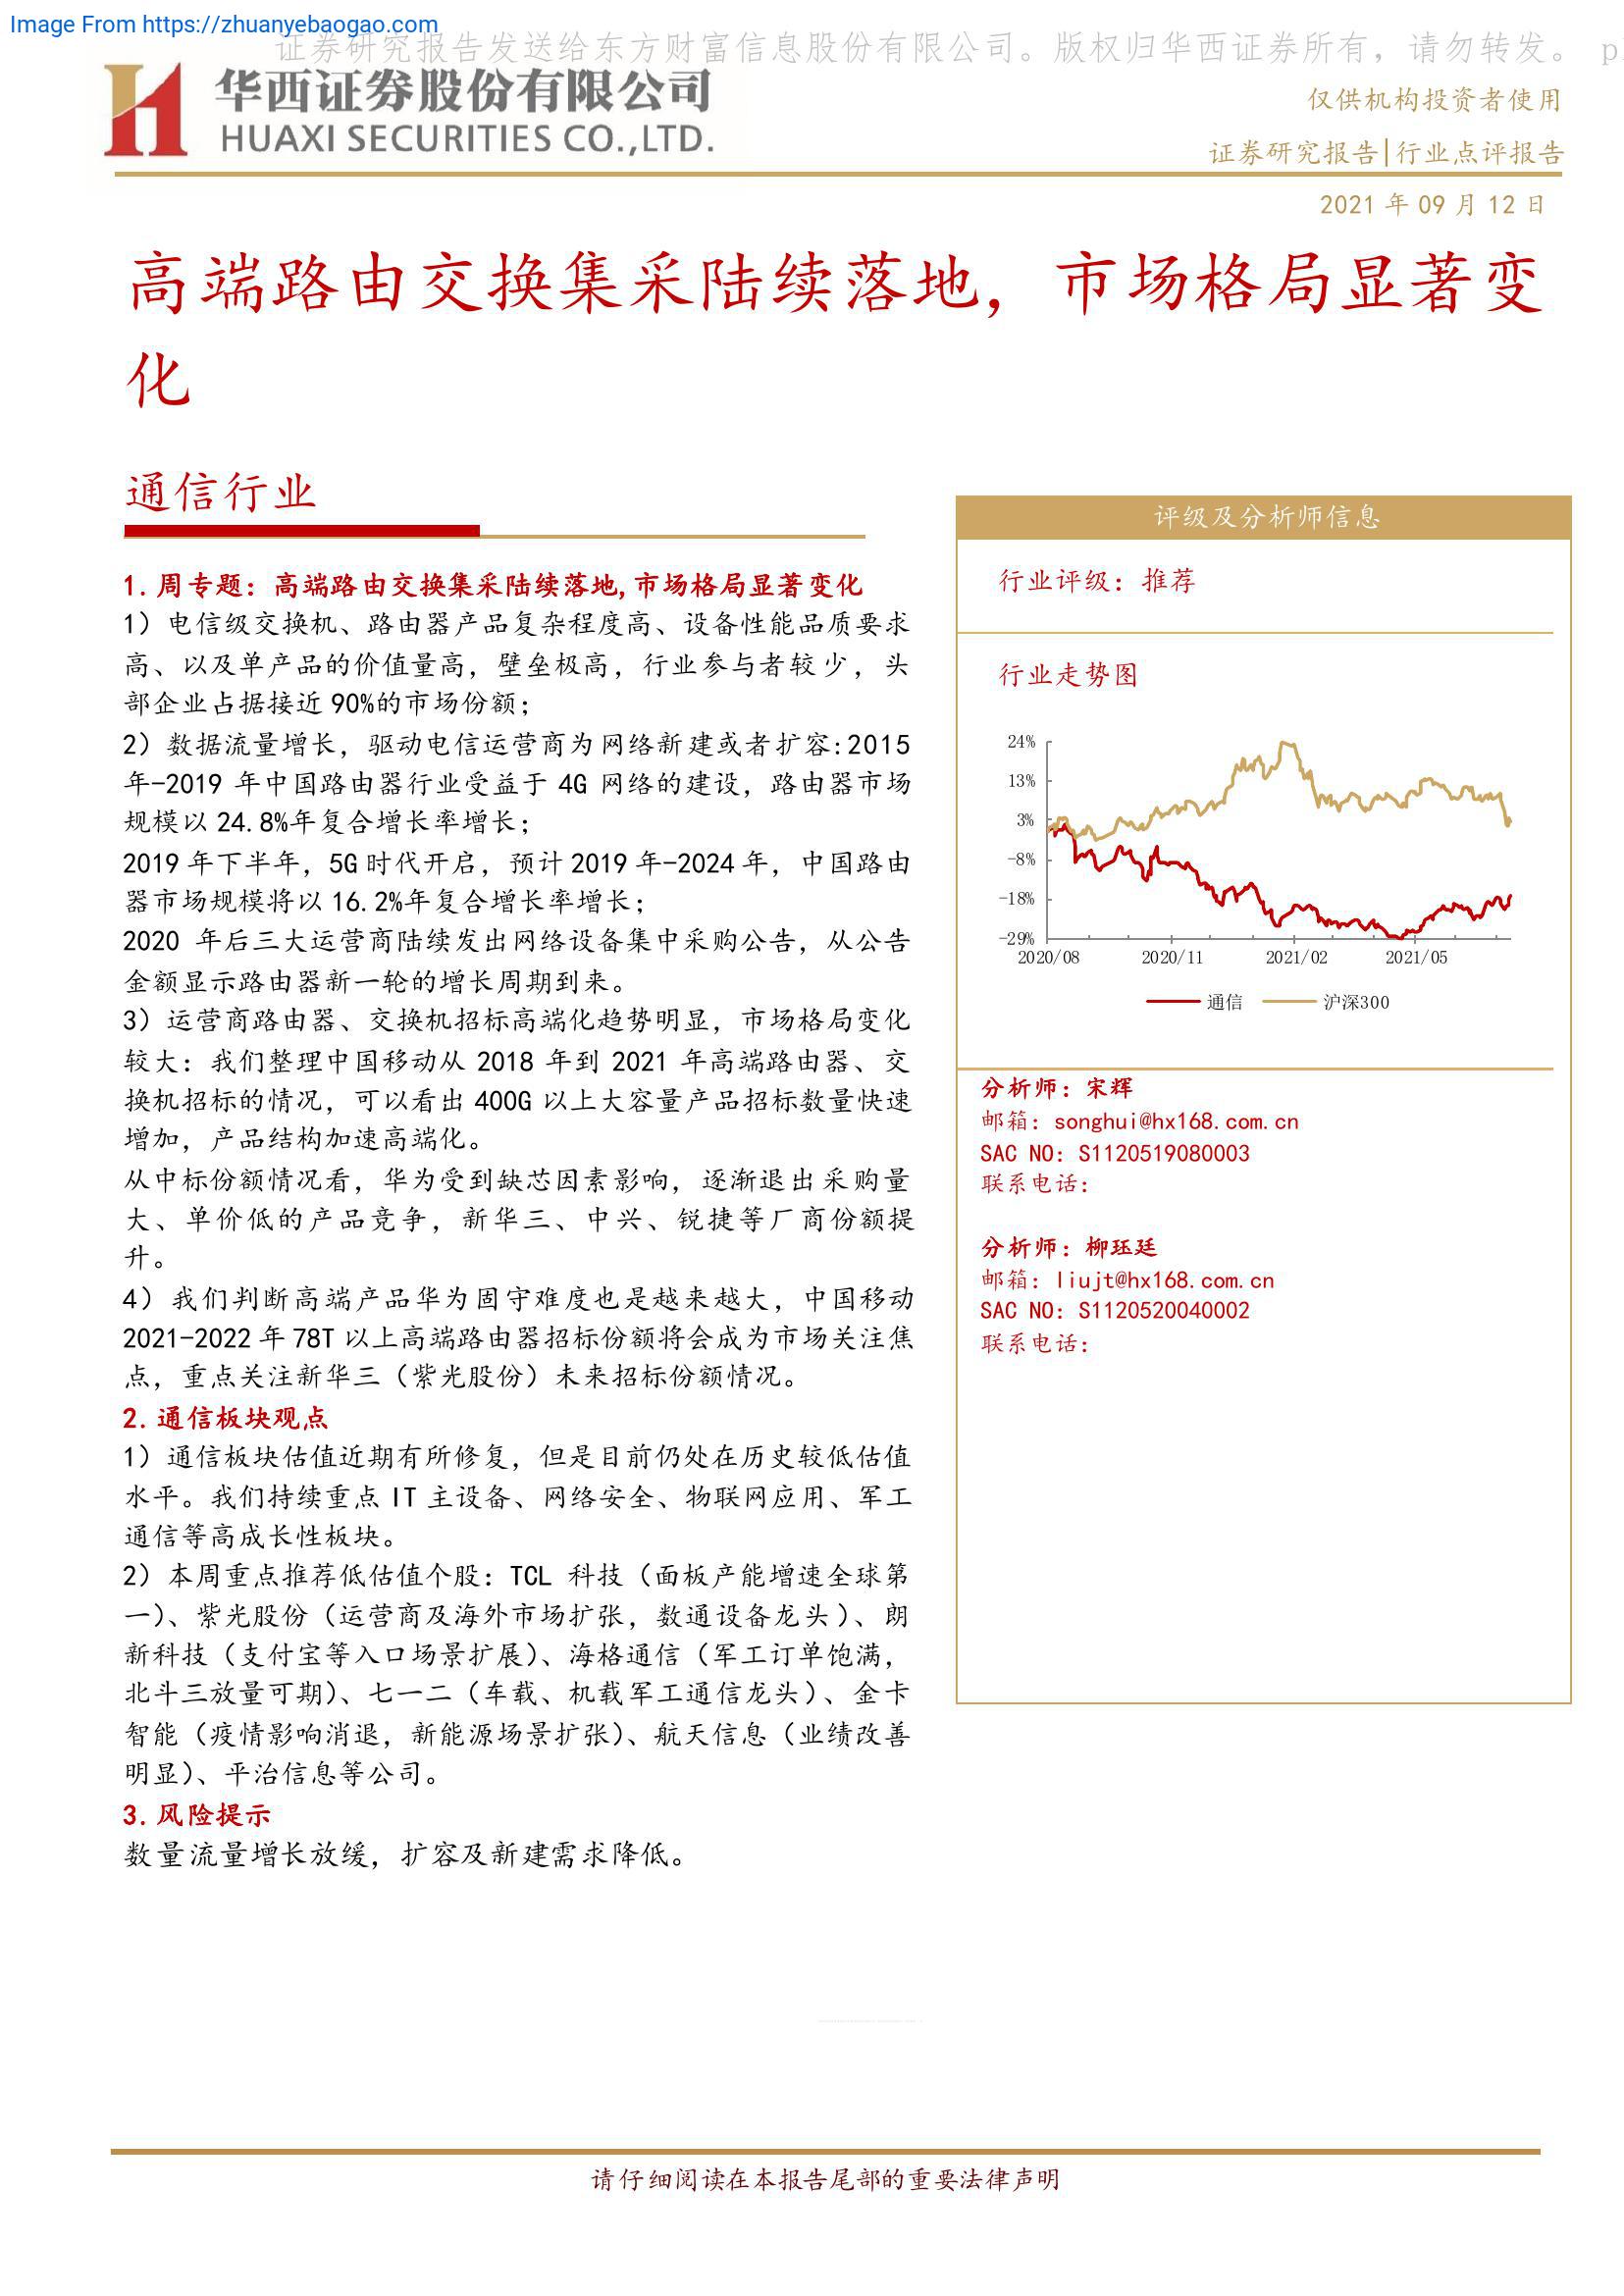 Image From https://zhuanyebaogao.com
证券研究报告发送给东方财富信息股份有限公司。版权归华西证券所有，请勿转发。 p
华西证券股份有限公司
HUAXI SECURITIES CO.,LTD.
仅供机构投资者使用
证券研究报告|行业点评报告
2021 年 09 月 12 日
高端路由交换集采陆续落地，市场格局显著变
化
通信行业
1.周专题：高端路由交换集采陆续落地,市场格局显著变化
1）电信级交换机、路由器产品复杂程度高、设备性能品质要求
高、以及单产品的价值量高，壁垒极高，行业参与者较少，头
部企业占据接近 90%的市场份额；
2）数据流量增长，驱动电信运营商为网络新建或者扩容:2015
年-2019 年中国路由器行业受益于 4G 网络的建设，路由器市场
规模以 24.8%年复合增长率增长；
2019 年下半年，5G 时代开启，预计 2019 年-2024 年，中国路由
器市场规模将以 16.2%年复合增长率增长；
2020 年后三大运营商陆续发出网络设备集中采购公告，从公告
金额显示路由器新一轮的增长周期到来。
3）运营商路由器、交换机招标高端化趋势明显，市场格局变化
较大：我们整理中国移动从 2018 年到 2021 年高端路由器、交
换机招标的情况，可以看出 400G 以上大容量产品招标数量快速
增加，产品结构加速高端化。
从中标份额情况看，华为受到缺芯因素影响，逐渐退出采购量
大、单价低的产品竞争，新华三、中兴、锐捷等厂商份额提
升。
4）我们判断高端产品华为固守难度也是越来越大，中国移动
2021-2022 年 78T 以上高端路由器招标份额将会成为市场关注焦
点，重点关注新华三（紫光股份）未来招标份额情况。
2.通信板块观点
1）通信板块估值近期有所修复，但是目前仍处在历史较低估值
水平。我们持续重点 IT 主设备、网络安全、物联网应用、军工
通信等高成长性板块。
2）本周重点推荐低估值个股：TCL 科技（面板产能增速全球第
一）、紫光股份（运营商及海外市场扩张，数通设备龙头）、朗
新科技（支付宝等入口场景扩展）、海格通信（军工订单饱满，
北斗三放量可期）、七一二（车载、机载军工通信龙头）、金卡
智能（疫情影响消退，新能源场景扩张）、航天信息（业绩改善
明显）、平治信息等公司。
3.风险提示
数量流量增长放缓，扩容及新建需求降低。
评级及分析师信息
行业评级：推荐
行业走势图
24%
13%
3%
-8%
-18%
-29%
2020/08 2020/11 2021/02 2021/05
通信 沪深300
分析师：宋辉
邮箱：songhui@hx168.com.cn
SAC NO：S1120519080003
联系电话：
分析师：柳珏廷
邮箱：liujt@hx168.com.cn
SAC NO：S1120520040002
联系电话：
请仔细阅读在本报告尾部的重要法律声明